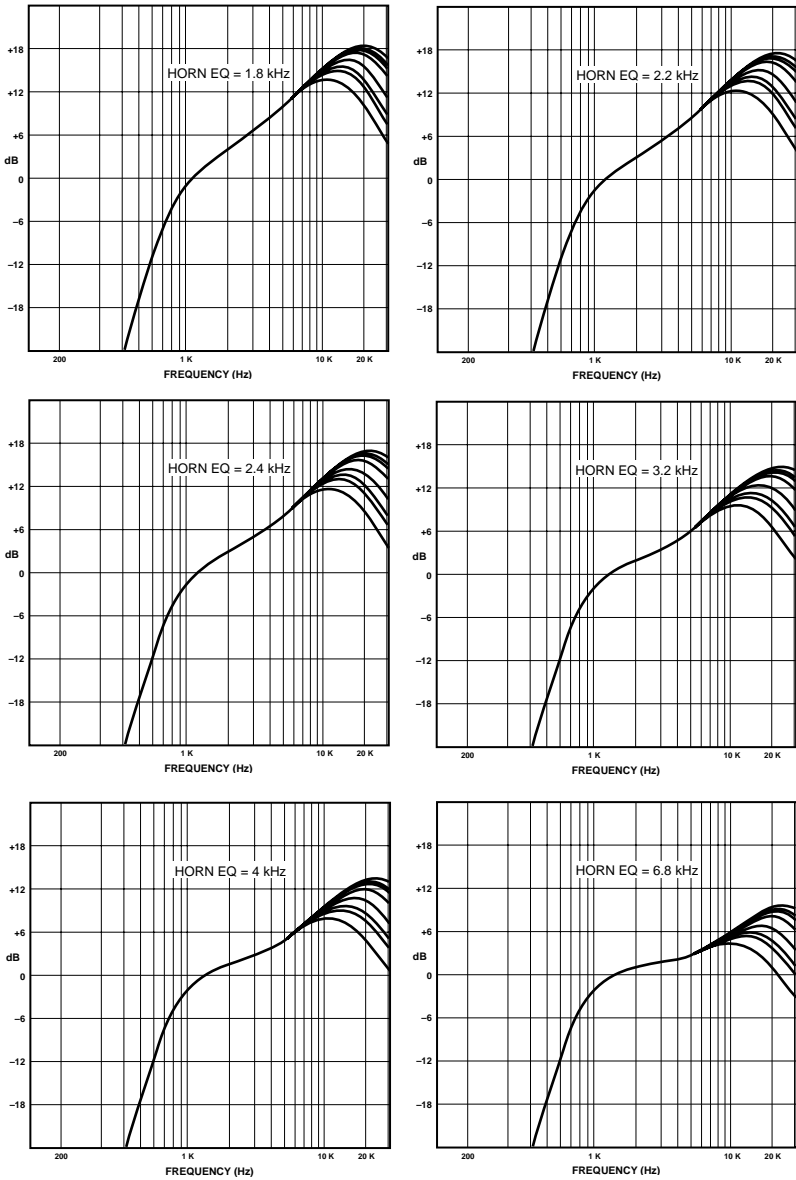 +18
HORN EQ = 1.8 kHz
+12
+6
dB
0
–6
–12
–18
200 1 K 10 K 20 K
FREQUENCY (Hz)
+18
HORN EQ = 2.2 kHz
+12
+6
dB
0
–6
–12
–18
200 1 K 10 K 20 K
FREQUENCY (Hz)
+18
HORN EQ = 2.4 kHz
+12
+6
dB
0
–6
–12
–18
200 1 K 10 K 20 K
FREQUENCY (Hz)
+18
HORN EQ = 3.2 kHz
+12
+6
dB
0
–6
–12
–18
200 1 K 10 K 20 K
FREQUENCY (Hz)
+18
HORN EQ = 4 kHz
+12
+6
dB
0
–6
–12
–18
200 1 K 10 K 20 K
FREQUENCY (Hz)
+18
HORN EQ = 6.8 kHz
+12
+6
dB
0
–6
–12
–18
200 1 K 10 K 20 K
FREQUENCY (Hz)